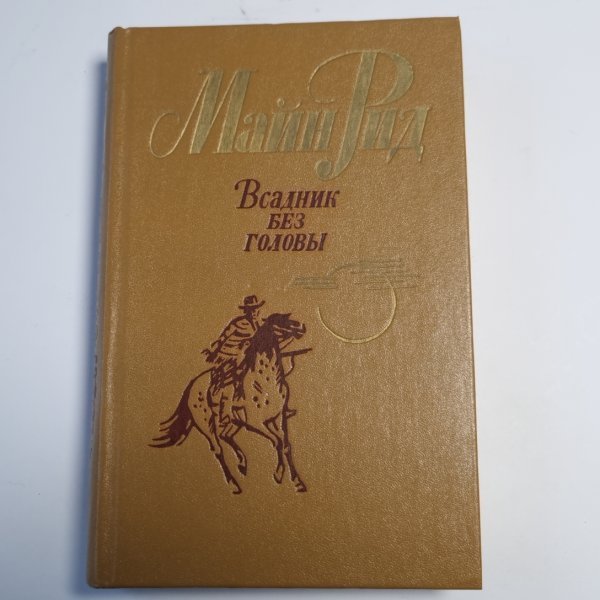 Майн Рид
Всадник
без
головы